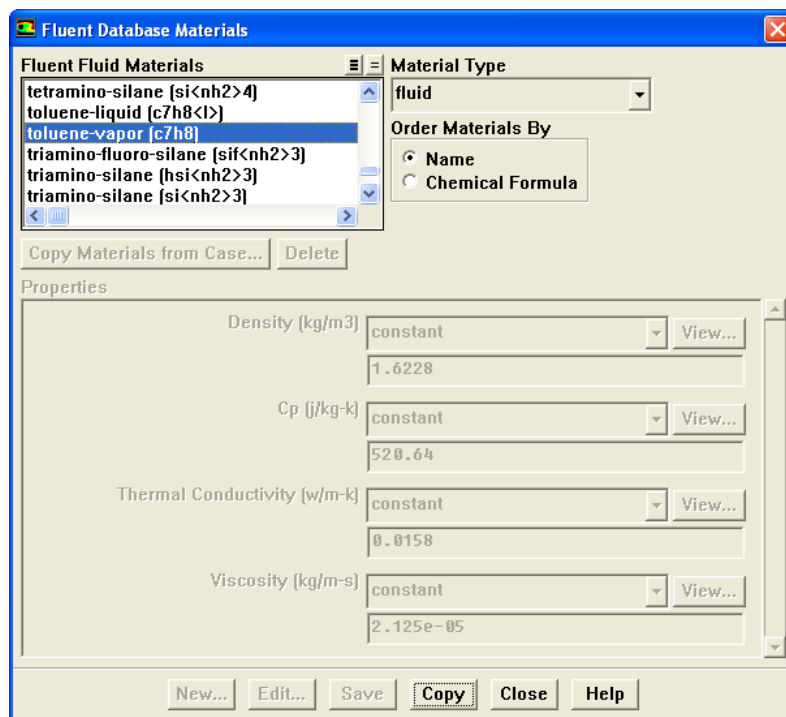 Fluent Database Materials
Fluent Fluid Materials
tetramino-silane (si<nh2>4)
toluene-liquid (c7h8<l>)
toluene-vapor (c7h8)
triamino-fluoro-silane (sif<nh2>3)
triamino-silane (hsi<nh2>3)
triamino-silane (si<nh2>3)
Material Type
fluid
Order Materials By
Name
Chemical Formula
Copy Materials from Case... Delete
Properties
Density (kg/m3) constant View...
1.6228
Cp (j/kg-k) constant View...
520.64
Thermal Conductivity (w/m-k) constant View...
0.0158
Viscosity (kg/m-s) constant View...
2.125e-05
New... Edit... Save Copy Close Help